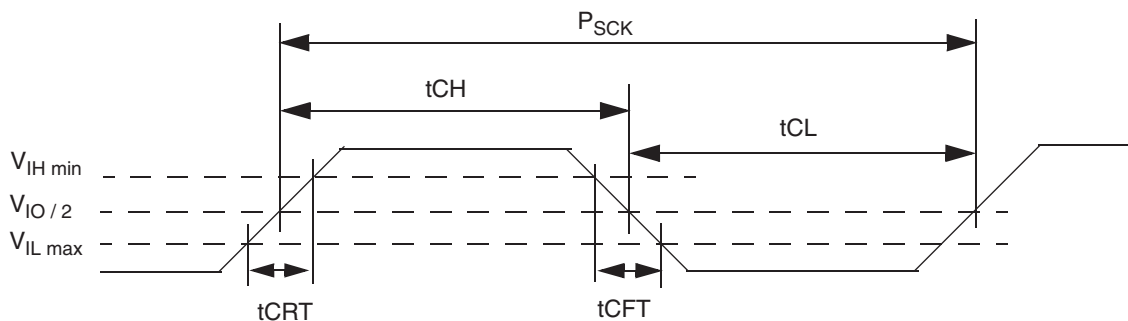 PSCK
tCH
tCL
VIH min
VIO / 2
VIL max
tCRT
tCFT